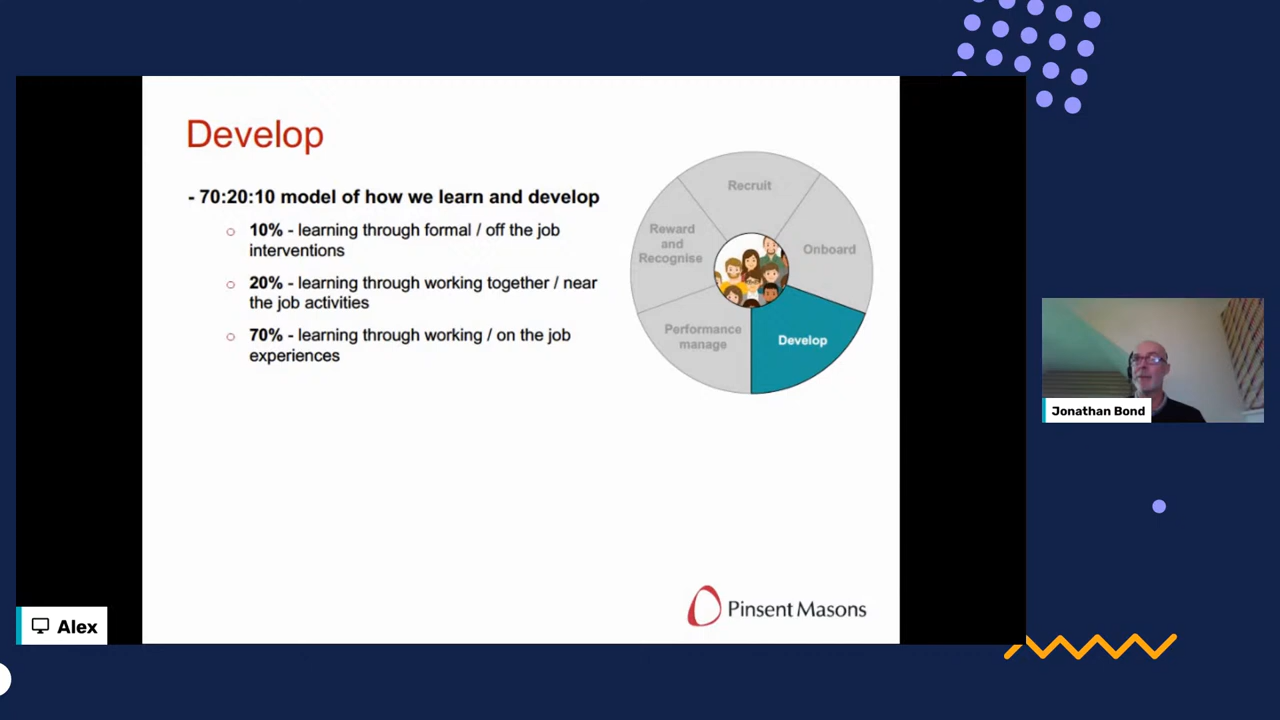 Develop
- 70:20:10 model of how we learn and develop
10% - learning through formal / off the job
interventions
20% - learning through working together / near
the job activities
70% - learning through working / on the job
experiences
Recruit
Onboard
Develop
Performance
manage
Reward
and
Recognise
Pinsent Masons
Alex
Jonathan Bond